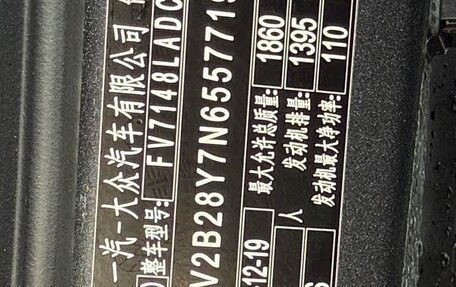 一汽-大众汽车有限公司
整车型号: FV7148LADC
V2B28Y7N6557719
12-19 最大允许总质量: 1860
人 发动机排量: 1395
发动机最大净功率: 110